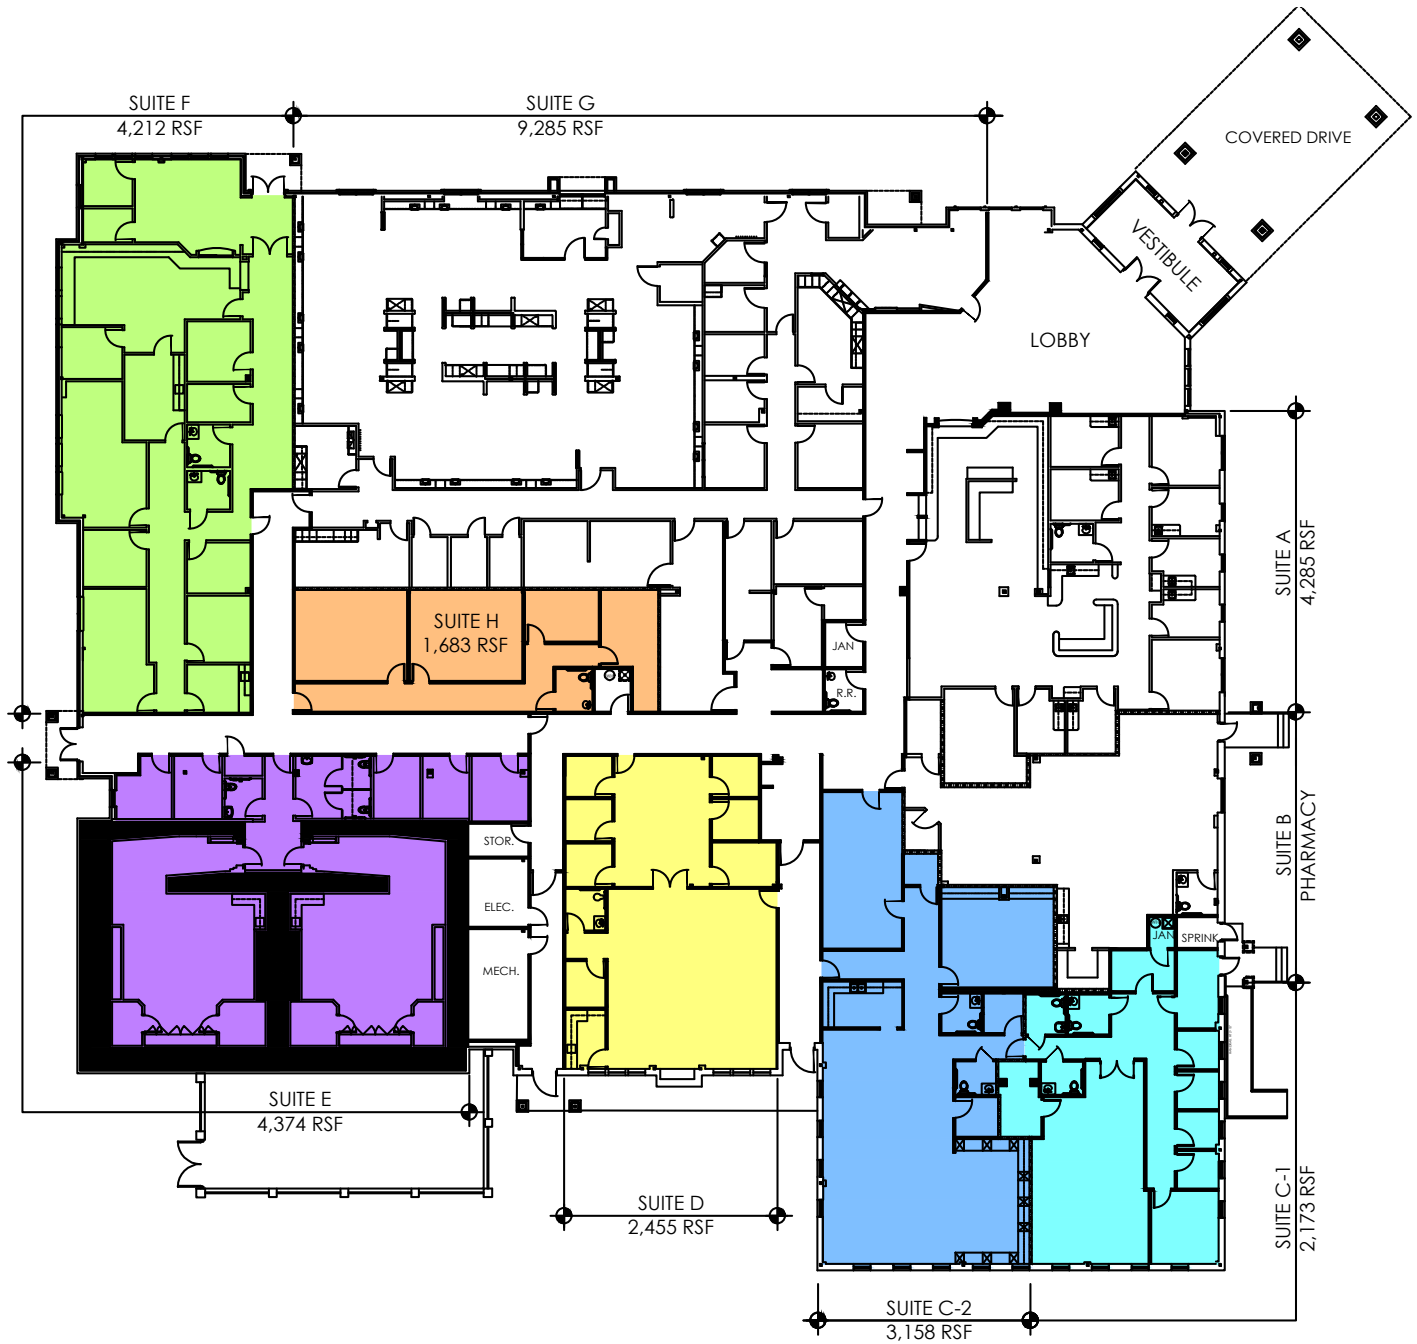 SUITE F
4,212 RSF
SUITE G
9,285 RSF
COVERED DRIVE
VESTIBULE
LOBBY
SUITE A
4,285 RSF
SUITE H
1,683 RSF
JAN
R.R.
SUITE B
PHARMACY
STOR.
ELEC.
MECH.
JAN
SPRINK
SUITE E
4,374 RSF
SUITE D
2,455 RSF
SUITE C-1
2,173 RSF
SUITE C-2
3,158 RSF